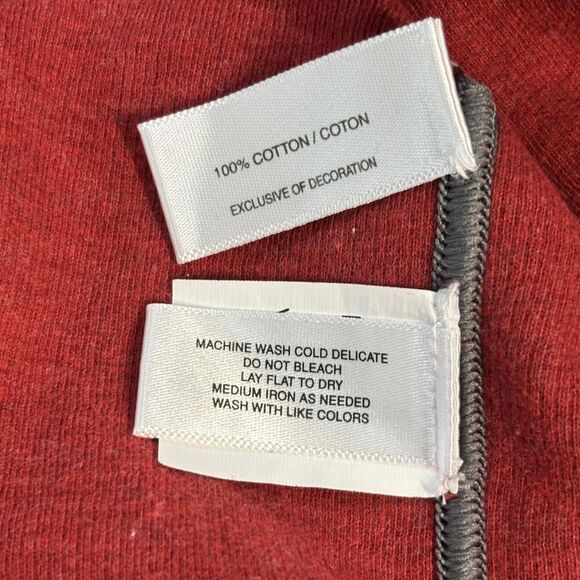 100% COTTON / COTON
EXCLUSIVE OF DECORATION
MACHINE WASH COLD DELICATE
DO NOT BLEACH
LAY FLAT TO DRY
MEDIUM IRON AS NEEDED
WASH WITH LIKE COLORS